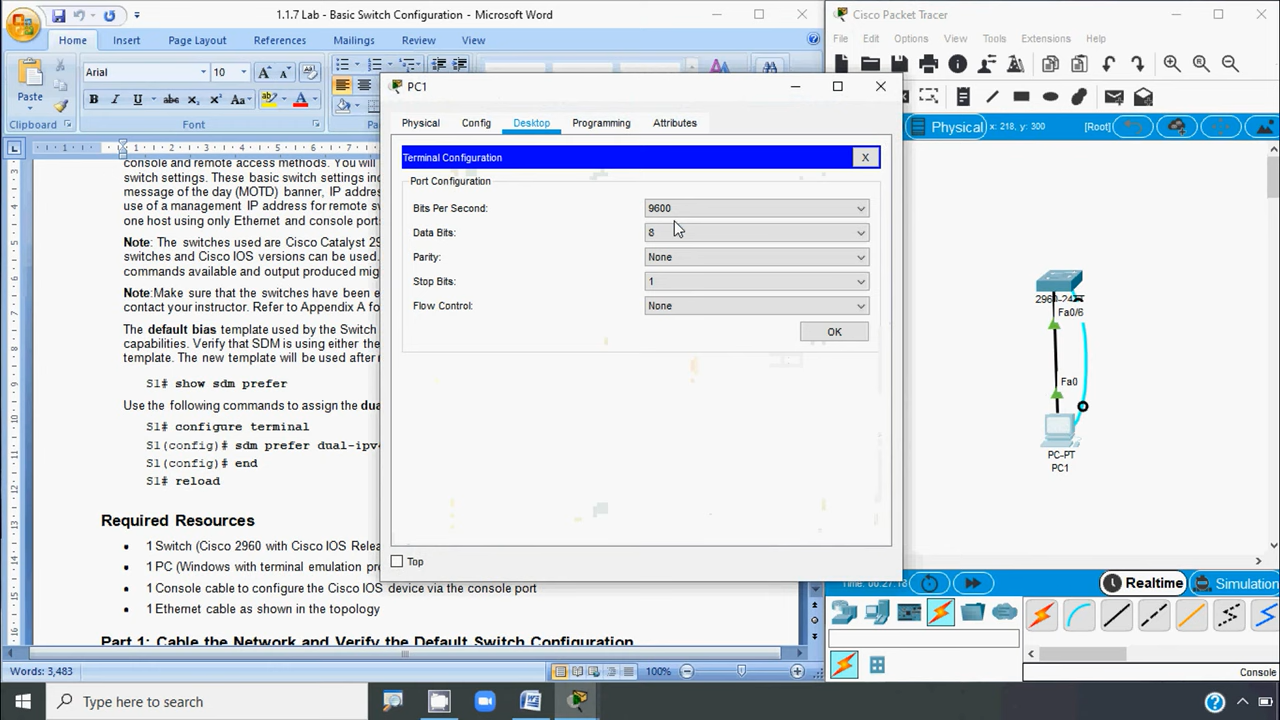 1.1.7 Lab - Basic Switch Configuration - Microsoft Word
Home Insert Page Layout References Mailings Review View
Paste
Clipboard
Arial 10
Font
console and remote access methods. You will
switch settings. These basic switch settings
message of the day (MOTD) banner, IP addres
use of a management IP address for remote s
one host using only Ethernet and console ports
Note: The switches used are Cisco Catalyst 29
switches and Cisco IOS versions can be used.
commands available and output produced mig
Note:Make sure that the switches have been e
contact your instructor. Refer to Appendix A fo
The default bias template used by the Switch
capabilities. Verify that SDM is using either the
template. The new template will be used after
S1# show sdm prefer
Use the following commands to assign the dua
S1# configure terminal
S1(config)# sdm prefer dual-ipv
S1(config)# end
S1# reload
Required Resources
• 1 Switch (Cisco 2960 with Cisco IOS Relea
• 1 PC (Windows with terminal emulation pr
• 1 Console cable to configure the Cisco IOS device via the console port
• 1 Ethernet cable as shown in the topology
Part 1: Cable the Network and Verify the Default Switch Configuration
Words: 3,483
100%
PC1
Physical Config Desktop Programming Attributes
Terminal Configuration
X
Port Configuration
Bits Per Second: 9600
Data Bits: 8
Parity: None
Stop Bits: 1
Flow Control: None
OK
Top
Cisco Packet Tracer
File Edit Options View Tools Extensions Help
Physical x: 218, y: 300 [Root]
Fa0/6
Fa0
PC-PT
PC1
Realtime Simulation
Console
Type here to search